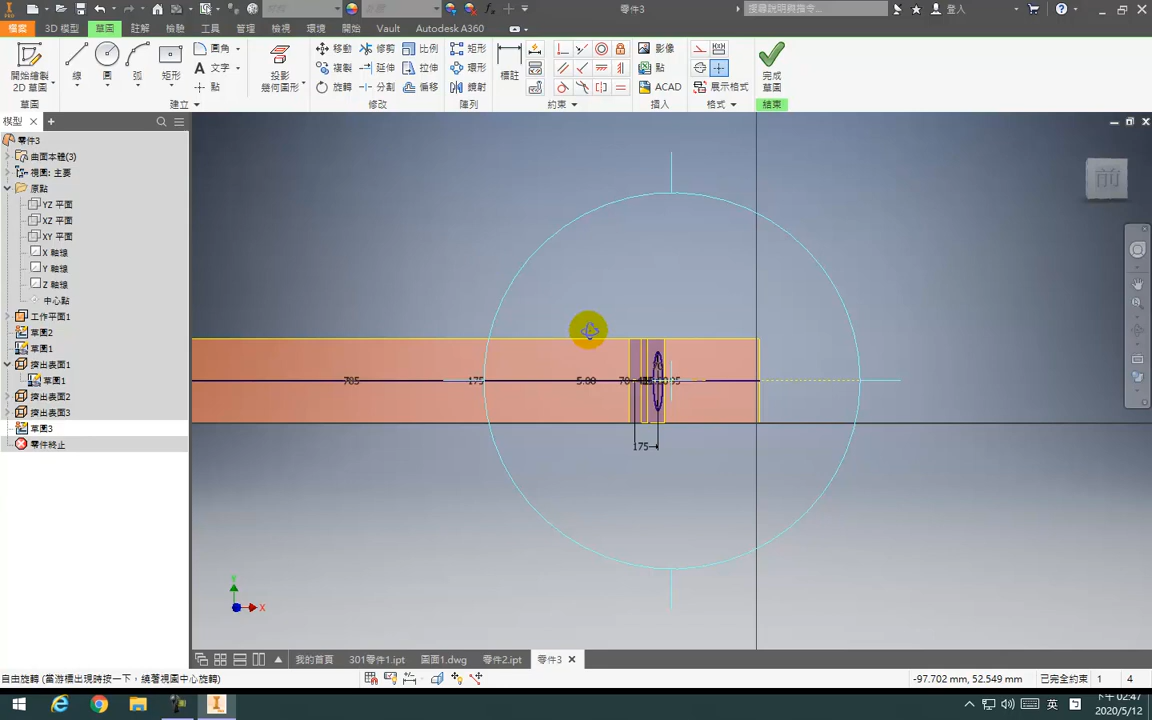 零件3
搜尋說明與指令...
登入
檔案 3D 模型 草圖 註解 檢驗 工具 管理 檢視 環境 開始 Vault Autodesk A360
開始繪製
2D 草圖
線
圓
弧
矩形
圓角
文字
點
投影
幾何圖形
移動
複製
旋轉
修剪
延伸
分割
比例
拉伸
偏移
矩形
環形
鏡射
標註
影像
點
ACAD
展示格式
完成
草圖
草圖
建立
修改
陣列
約束
插入
格式
結束
模型
零件3
曲面本體(3)
視圖: 主要
原點
YZ 平面
XZ 平面
XY 平面
X 軸線
Y 軸線
Z 軸線
中心點
工作平面1
草圖2
草圖1
擠出表面1
草圖1
擠出表面2
擠出表面3
草圖3
零件終止
前
785
175
5.00
175
Y
X
我的首頁 301零件1.ipt 圖面1.dwg 零件2.ipt 零件3
自由旋轉 (當游標出現時按一下，繞著視圖中心旋轉)
-97.702 mm, 52.549 mm 已完全約束 1 4
英
下午 02:47
2020/5/12